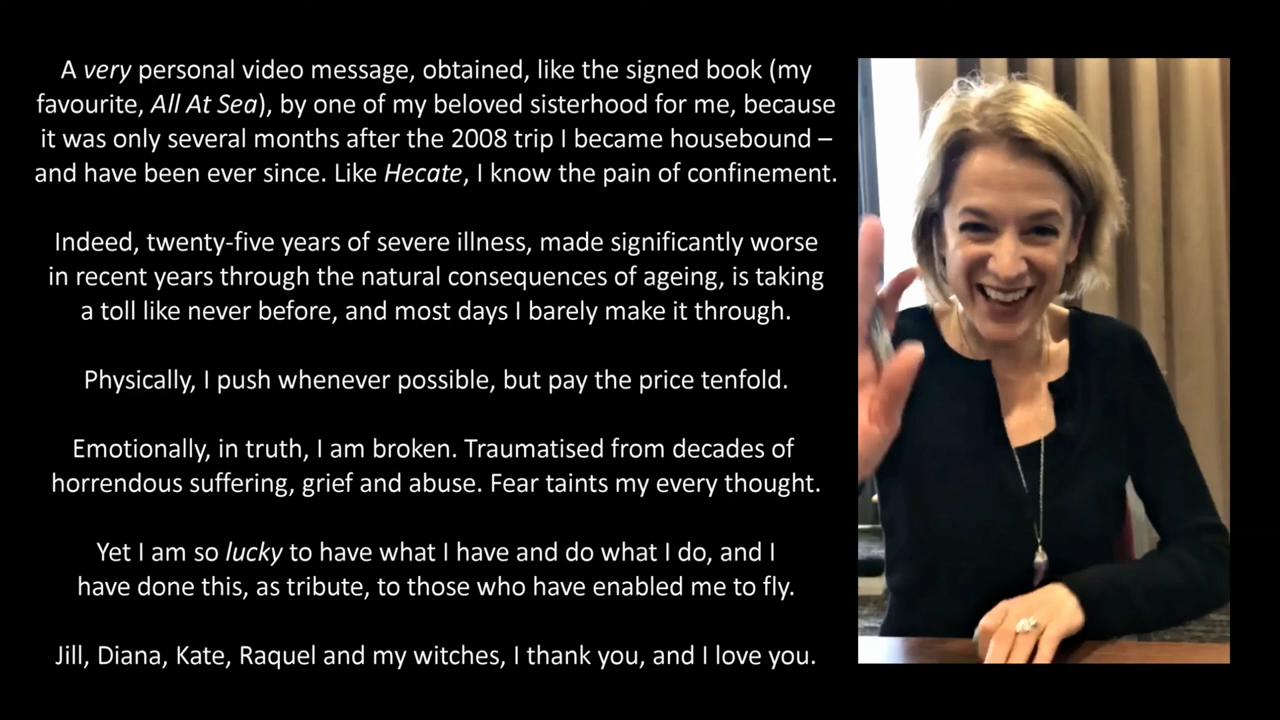 A very personal video message, obtained, like the signed book (my
favourite, All At Sea), by one of my beloved sisterhood for me, because
it was only several months after the 2008 trip I became housebound –
and have been ever since. Like Hecate, I know the pain of confinement.
Indeed, twenty-five years of severe illness, made significantly worse
in recent years through the natural consequences of ageing, is taking
a toll like never before, and most days I barely make it through.
Physically, I push whenever possible, but pay the price tenfold.
Emotionally, in truth, I am broken. Traumatised from decades of
horrendous suffering, grief and abuse. Fear taints my every thought.
Yet I am so lucky to have what I have and do what I do, and I
have done this, as tribute, to those who have enabled me to fly.
Jill, Diana, Kate, Raquel and my witches, I thank you, and I love you.